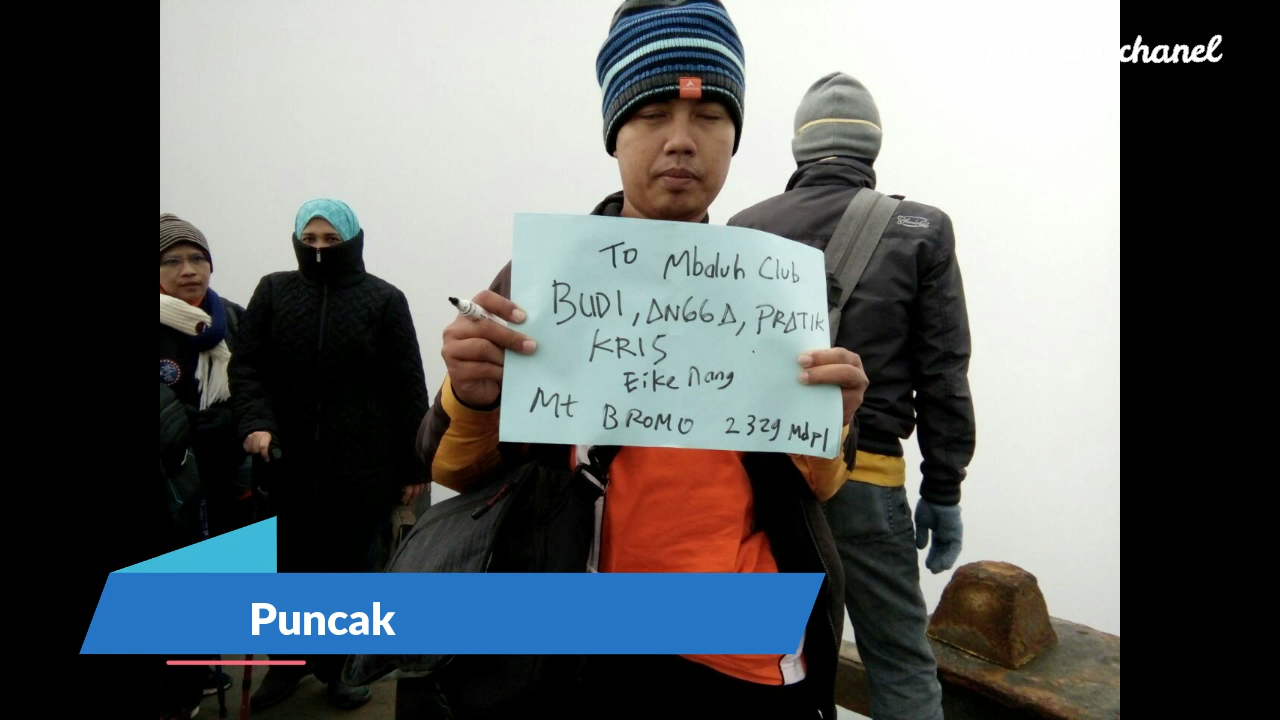 chanel
TO Mbaluh Club
BUDI, ANGGA, PRATIK
KRIS
Eike Nang
Mt BROMO 2329 Mdpl
Puncak